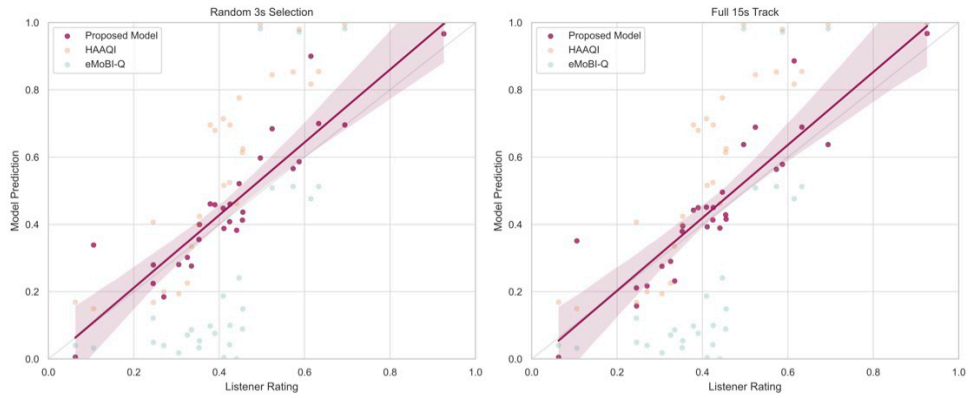 Random 3s Selection
1.0
0.8
0.6
0.4
0.2
0.0
Model Prediction
Proposed Model
HAAQI
eMoBI-Q
0.0
0.2
0.4
0.6
0.8
1.0
Listener Rating
Full 15s Track
1.0
0.8
0.6
0.4
0.2
0.0
Model Prediction
Proposed Model
HAAQI
eMoBI-Q
0.0
0.2
0.4
0.6
0.8
1.0
Listener Rating